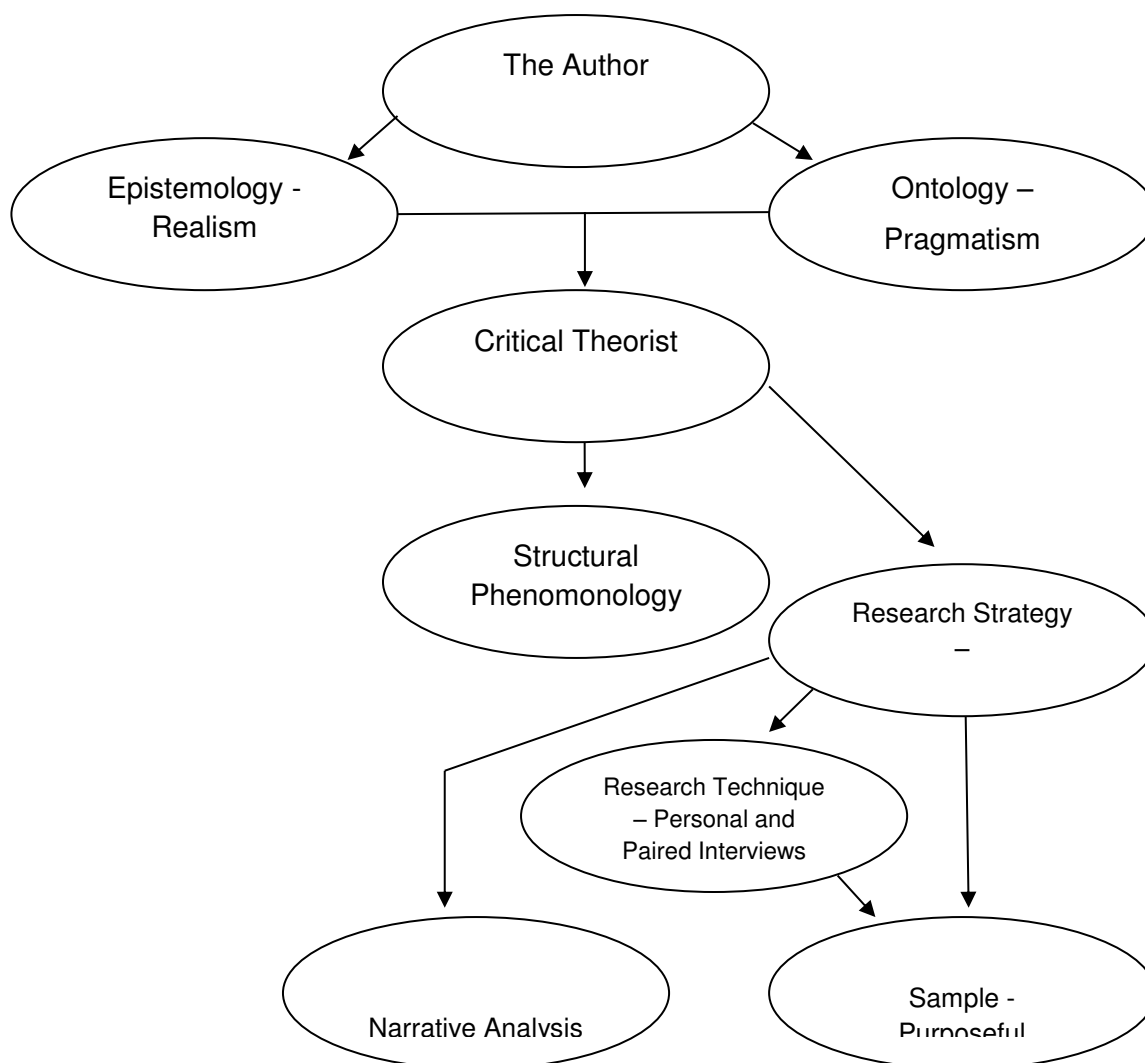 The Author
Epistemology -
Realism
Ontology –
Pragmatism
Critical Theorist
Structural
Phenomonology
Research Strategy
–
Research Technique
– Personal and
Paired Interviews
Narrative Analysis
Sample -
Purposeful